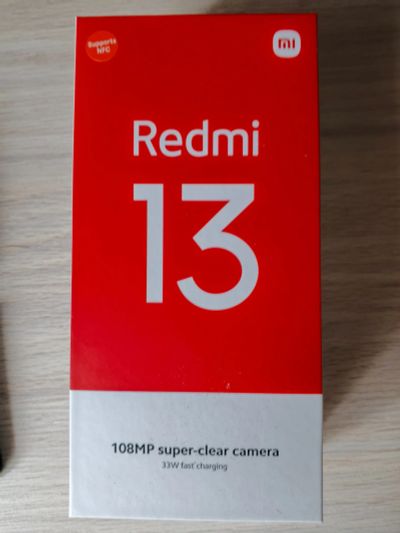 Supports
NFC
mi
Redmi
13
108MP super-clear camera
33W fast charging